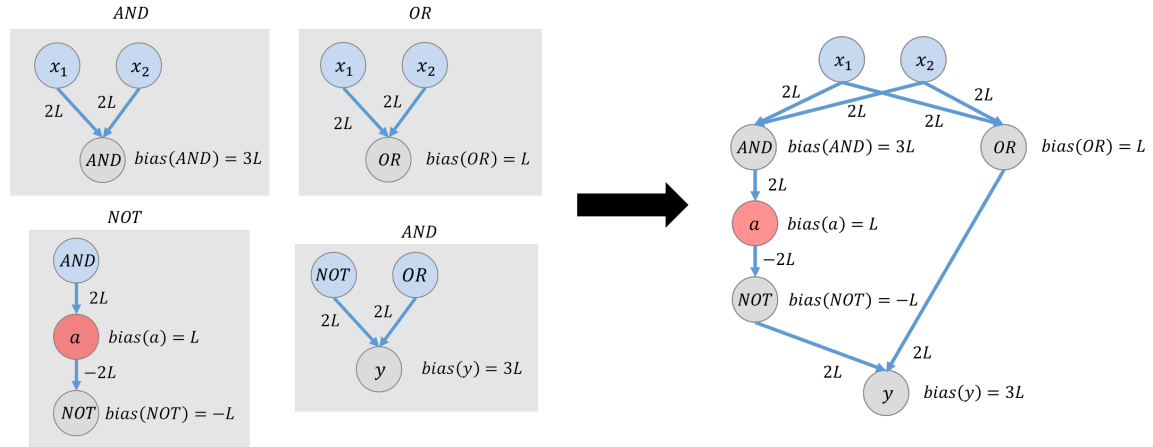 AND
x₁ x₂
2L 2L
AND bias(AND) = 3L
OR
x₁ x₂
2L 2L
OR bias(OR) = L
NOT
AND
2L
a bias(a) = L
−2L
NOT bias(NOT) = −L
AND
NOT OR
2L 2L
y bias(y) = 3L
x₁ x₂
2L 2L 2L 2L
AND bias(AND) = 3L OR bias(OR) = L
2L
a bias(a) = L
−2L
NOT bias(NOT) = −L
2L 2L
y bias(y) = 3L